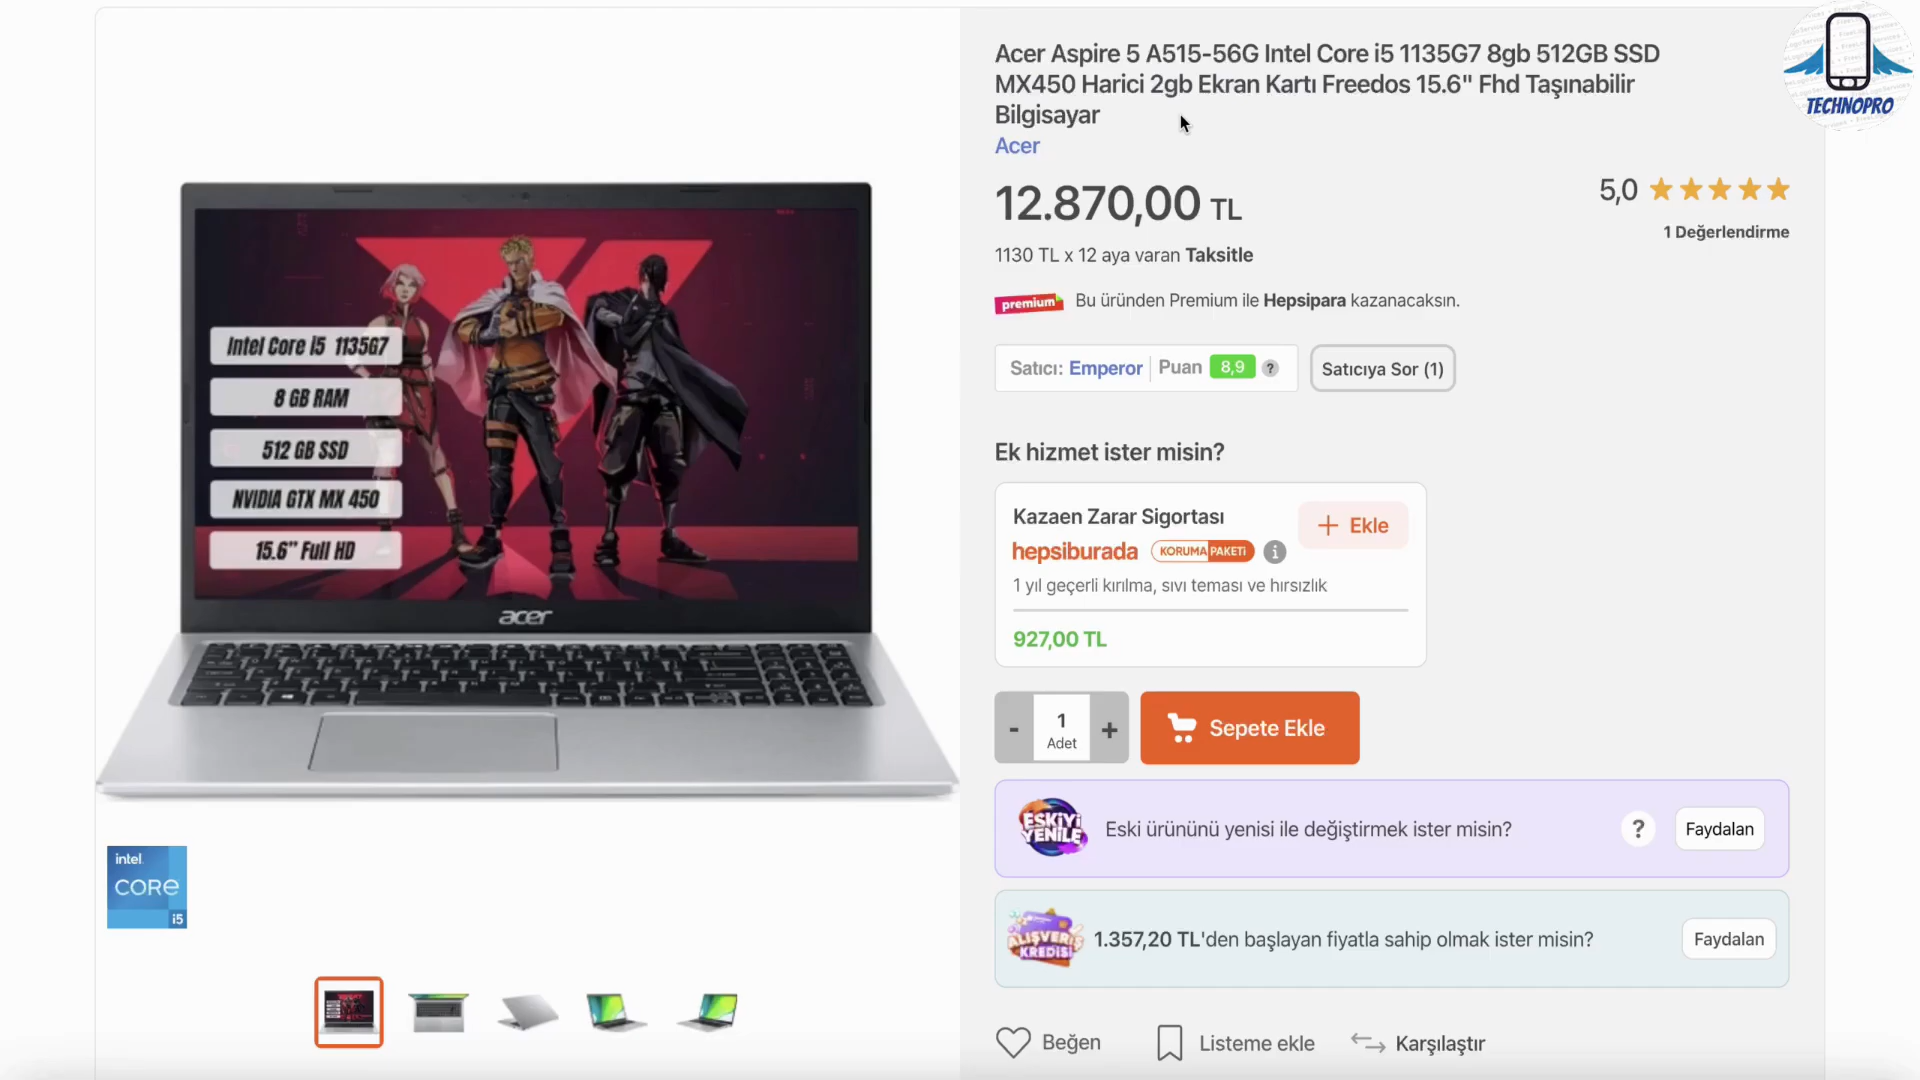 Acer Aspire 5 A515-56G Intel Core i5 1135G7 8gb 512GB SSD
MX450 Harici 2gb Ekran Kartı Freedos 15.6" Fhd Taşınabilir
Bilgisayar
Acer
12.870,00 TL
5,0
1 Değerlendirme
1130 TL x 12 aya varan Taksitle
premium
Bu üründen Premium ile Hepsipara kazanacaksın.
Satıcı: Emperor
Puan 8,9 ?
Satıcıya Sor (1)
Ek hizmet ister misin?
Kazaen Zarar Sigortası
+ Ekle
hepsiburada KORUMA PAKETİ i
1 yıl geçerli kırılma, sıvı teması ve hırsızlık
927,00 TL
- 1 +
Adet
Sepete Ekle
ESKİYİ
YENİLE
Eski ürününü yenisi ile değiştirmek ister misin?
?
Faydalan
ALIŞVERİŞ
KREDİSİ
1.357,20 TL'den başlayan fiyatla sahip olmak ister misin?
Faydalan
Beğen
Listeme ekle
Karşılaştır
TECHNOPRO
Intel Core i5 1135G7
8 GB RAM
512 GB SSD
NVIDIA GTX MX 450
15.6” Full HD
acer
intel.
CORE
i5